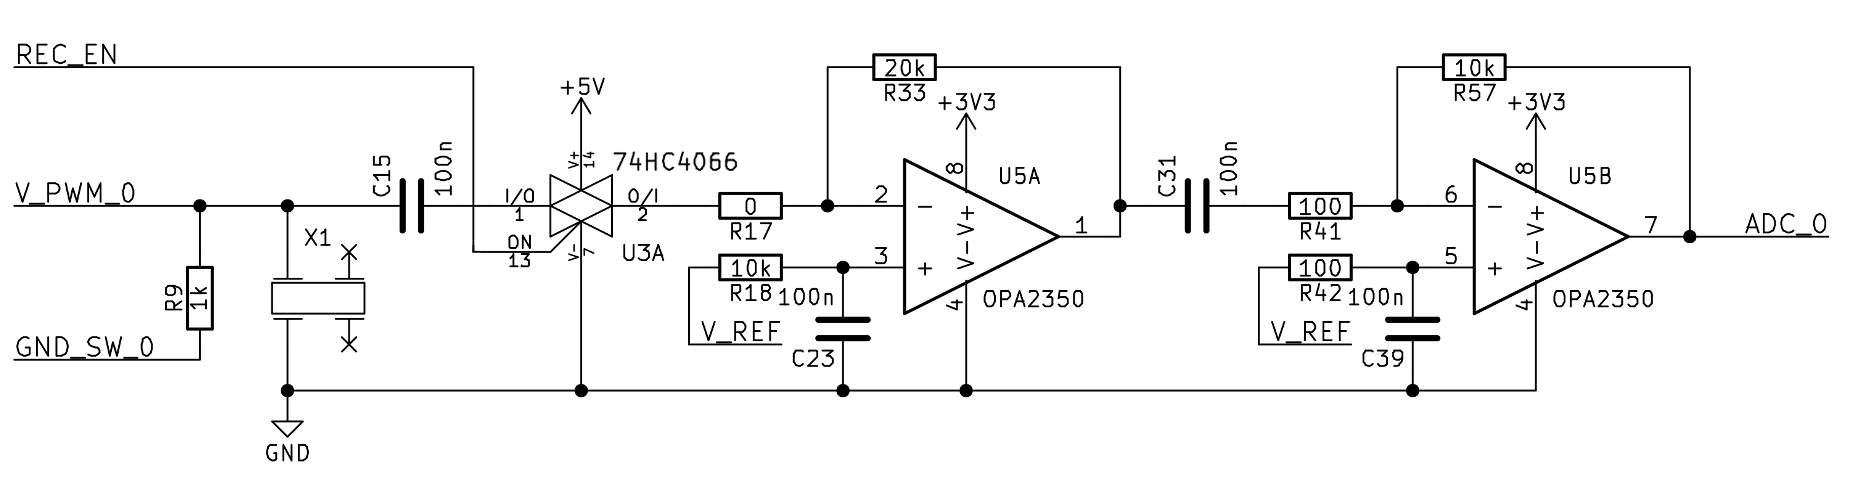 REC_EN
20k
R33
+5V
+3V3
10k
R57
+3V3
C15
100n
V+
14
74HC4066
8
U5A
C31
100n
8
U5B
V_PWM_0
I/O
1
O/I
2
0
R17
2
−
V+
1
100
R41
6
−
V+
7
ADC_0
X1
ON
13
V-
7
U3A
10k
R18
3
+
V-
100
R42
5
+
V-
R9
1k
100n
4
OPA2350
100n
4
OPA2350
GND_SW_0
V_REF
C23
V_REF
C39
GND